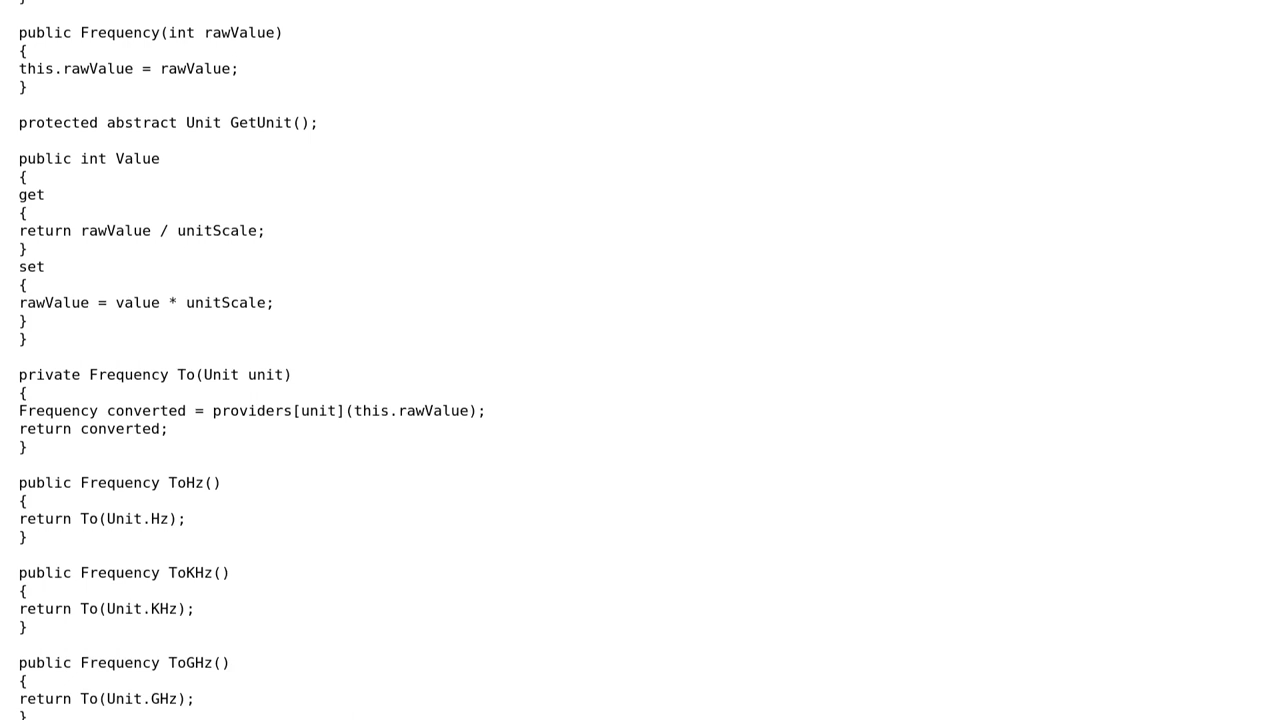 }
public Frequency(int rawValue)
{
this.rawValue = rawValue;
}
protected abstract Unit GetUnit();
public int Value
{
get
{
return rawValue / unitScale;
}
set
{
rawValue = value * unitScale;
}
}
private Frequency To(Unit unit)
{
Frequency converted = providers[unit](this.rawValue);
return converted;
}
public Frequency ToHz()
{
return To(Unit.Hz);
}
public Frequency ToKHz()
{
return To(Unit.KHz);
}
public Frequency ToGHz()
{
return To(Unit.GHz);
}